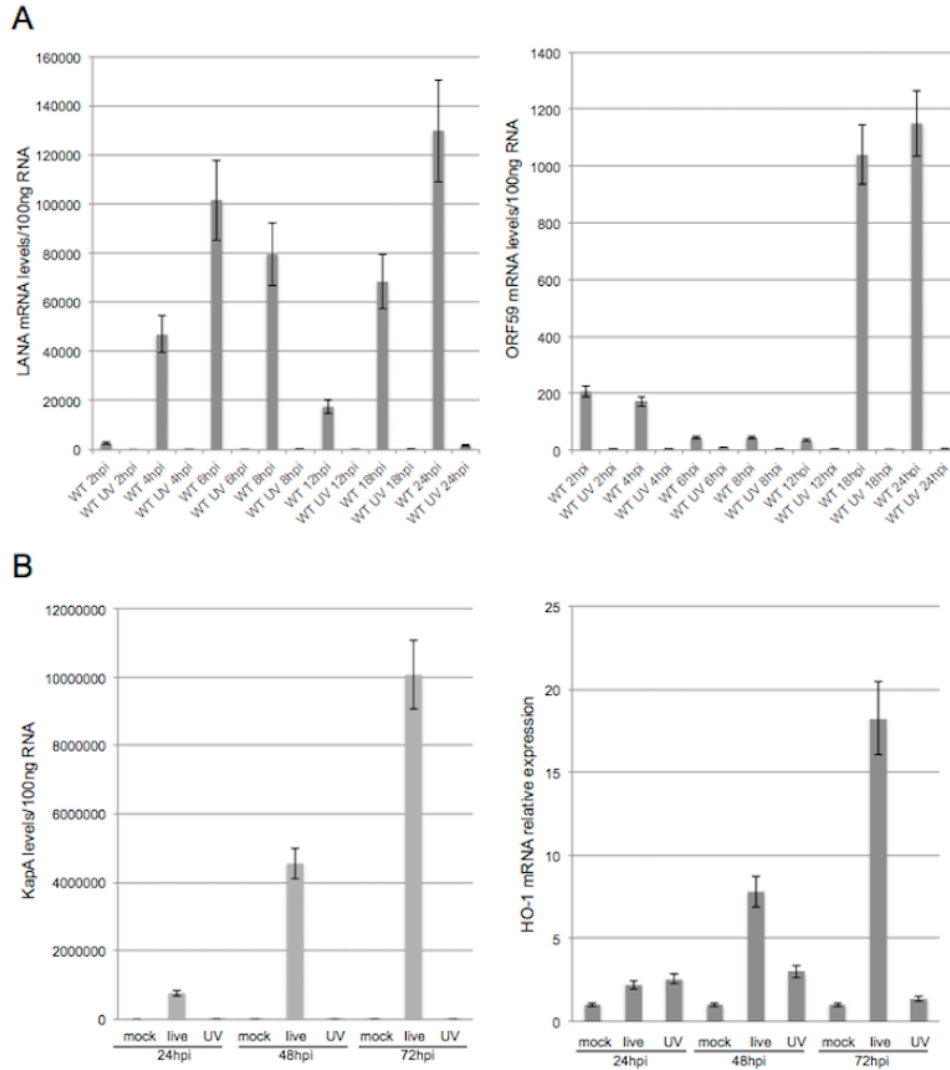 A
LANA mRNA levels/100ng RNA
160000
140000
120000
100000
80000
60000
40000
20000
0
WT 2hpi
WT UV 2hpi
WT 4hpi
WT UV 4hpi
WT 6hpi
WT UV 6hpi
WT 8hpi
WT UV 8hpi
WT 12hpi
WT UV 12hpi
WT 18hpi
WT UV 18hpi
WT 24hpi
WT UV 24hpi
ORF59 mRNA levels/100ng RNA
1400
1200
1000
800
600
400
200
0
WT 2hpi
WT UV 2hpi
WT 4hpi
WT UV 4hpi
WT 6hpi
WT UV 6hpi
WT 8hpi
WT UV 8hpi
WT 12hpi
WT UV 12hpi
WT 18hpi
WT UV 18hpi
WT 24hpi
WT UV 24hpi
B
KapA levels/100ng RNA
12000000
10000000
8000000
6000000
4000000
2000000
0
mock live UV mock live UV mock live UV
24hpi 48hpi 72hpi
HO-1 mRNA relative expression
25
20
15
10
5
0
mock live UV mock live UV mock live UV
24hpi 48hpi 72hpi